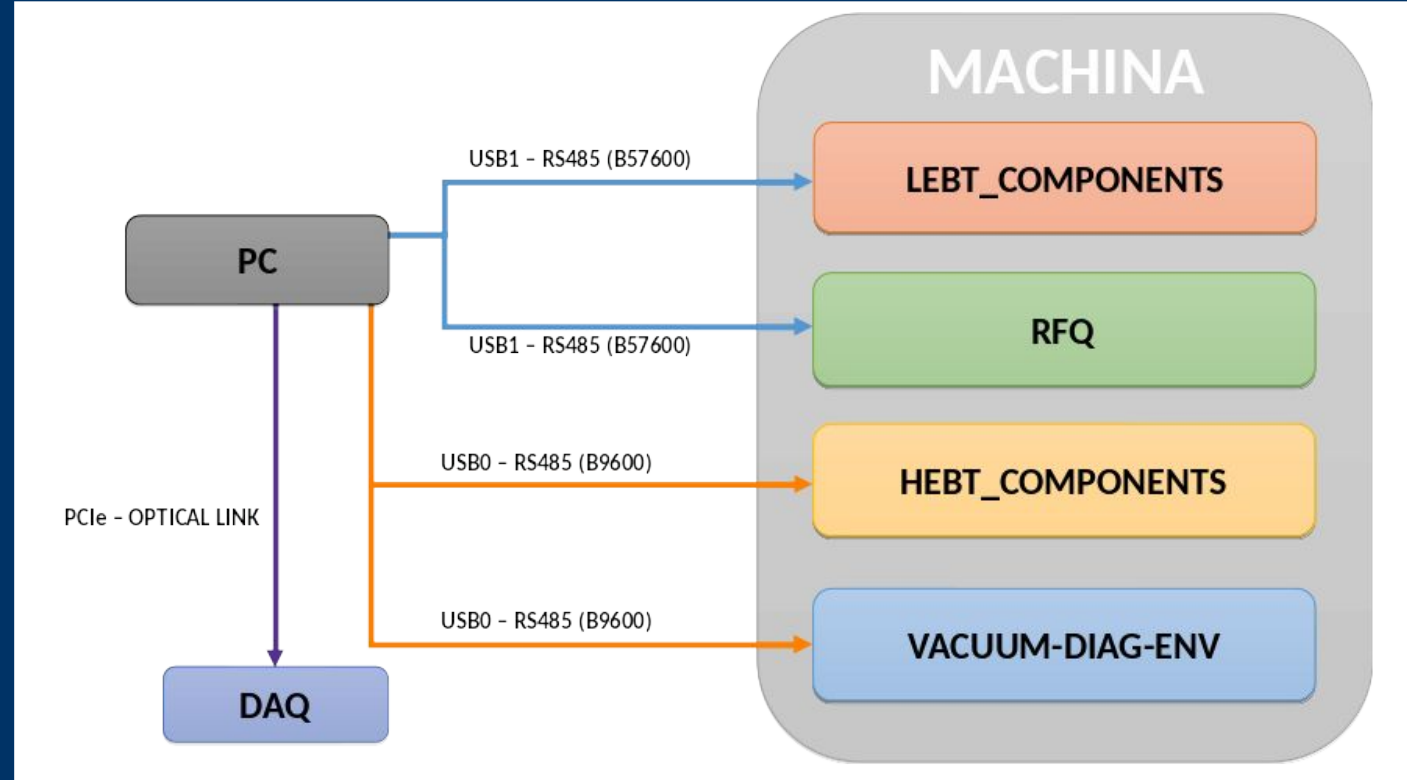 MACHINA
USB1 – RS485 (B57600)
LEBT_COMPONENTS
PC
RFQ
USB1 – RS485 (B57600)
USB0 – RS485 (B9600)
HEBT_COMPONENTS
PCIe – OPTICAL LINK
USB0 – RS485 (B9600)
VACUUM-DIAG-ENV
DAQ